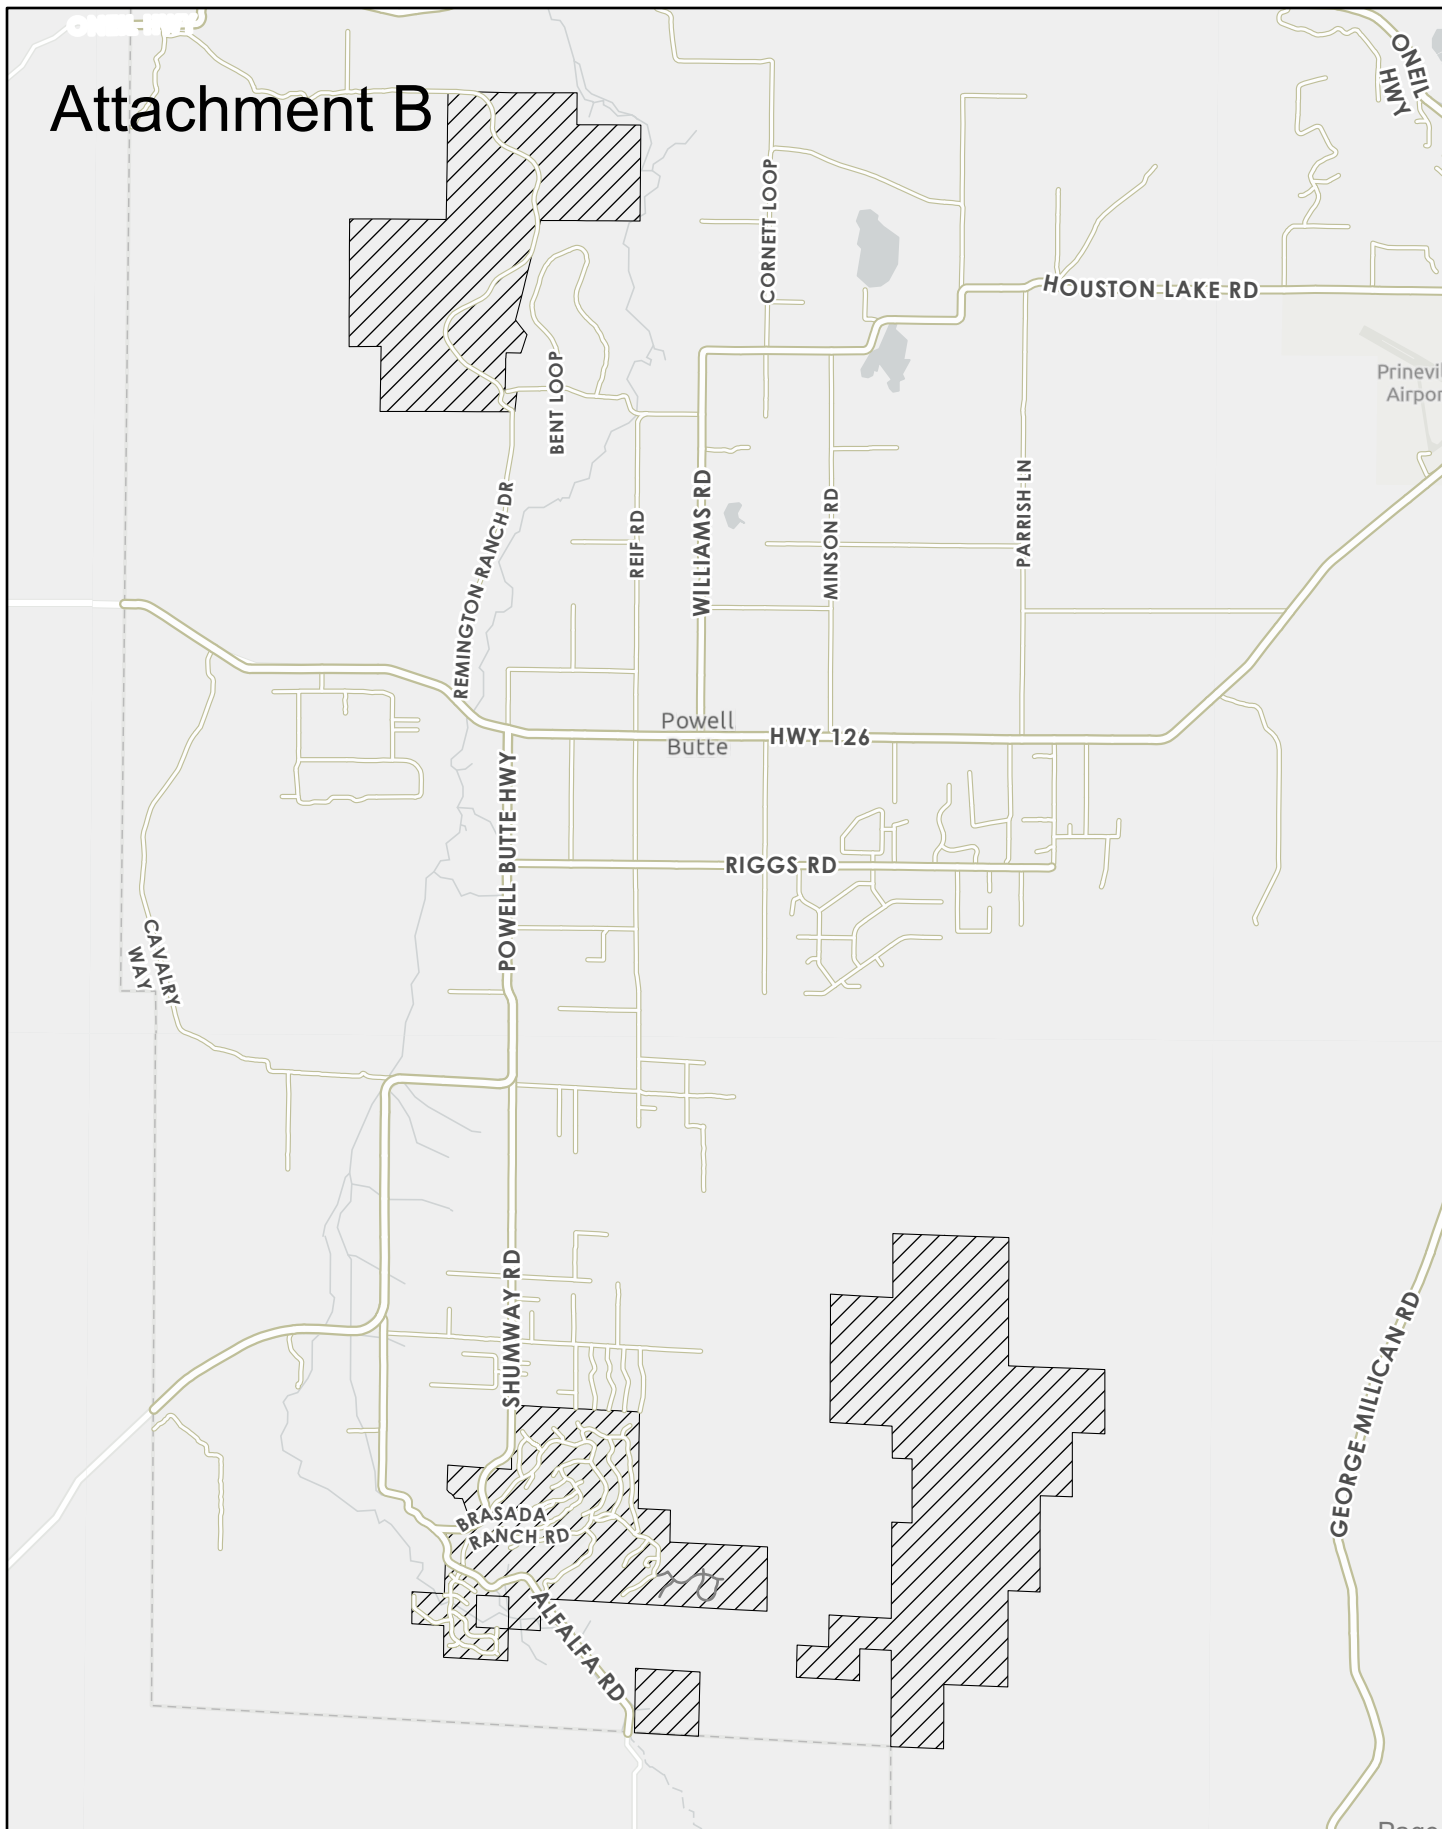 ONEIL HWY
Attachment B
ONEIL
HWY
CORNETT LOOP
HOUSTON LAKE RD
BENT LOOP
REMINGTON RANCH DR
REIF RD
WILLIAMS RD
MINSON RD
PARRISH LN
Powell
Butte
HWY 126
POWELL BUTTE HWY
RIGGS RD
CAVALRY
WAY
SHUMWAY RD
GEORGE MILLICAN RD
BRASADA
RANCH RD
ALFALFA RD